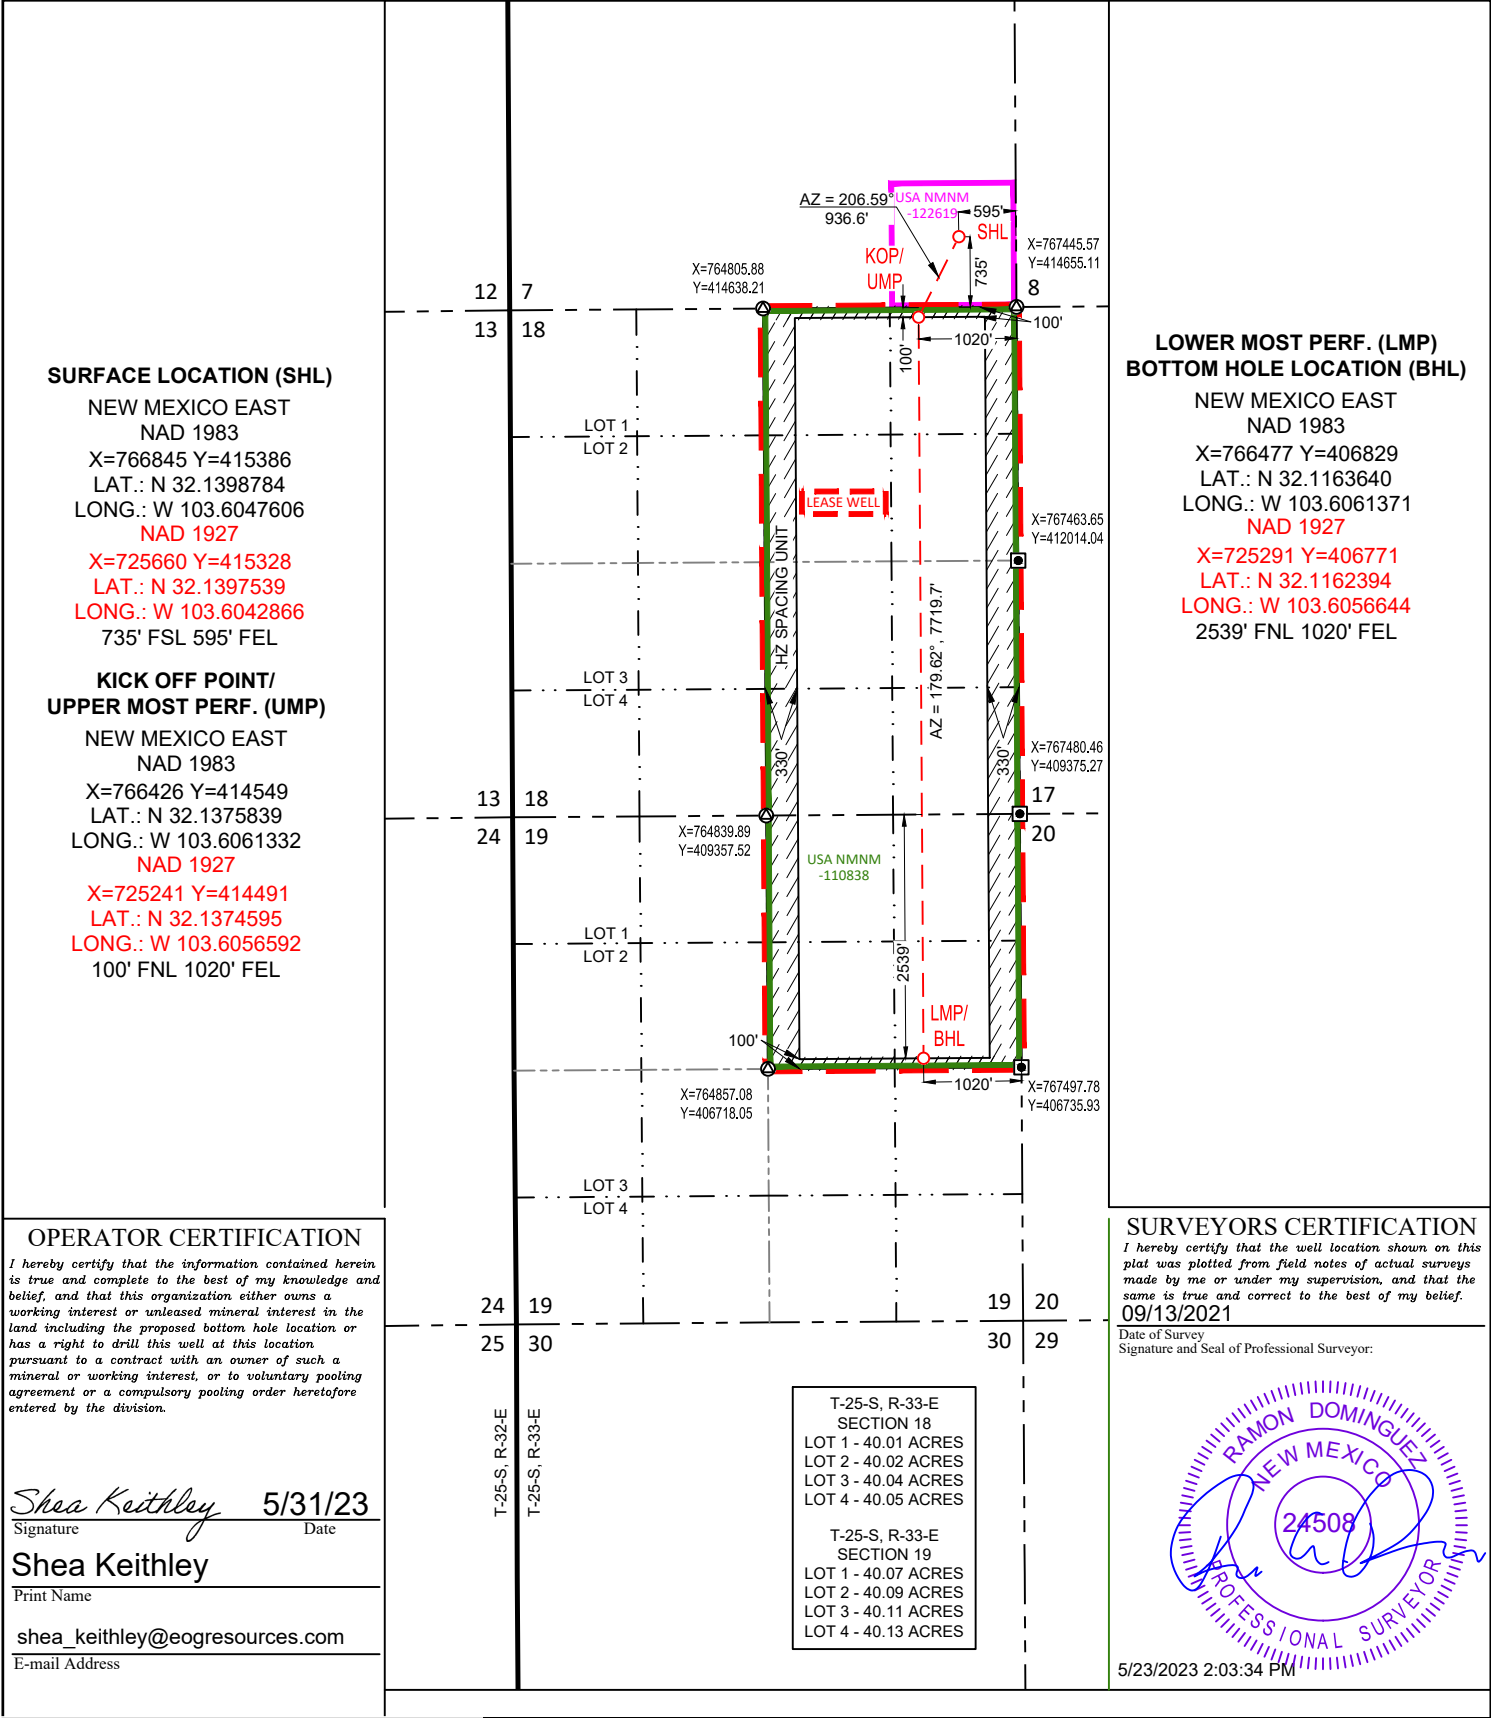 SURFACE LOCATION (SHL)
NEW MEXICO EAST
NAD 1983
X=766845 Y=415386
LAT.: N 32.1398784
LONG.: W 103.6047606
NAD 1927
X=725660 Y=415328
LAT.: N 32.1397539
LONG.: W 103.6042866
735' FSL 595' FEL
KICK OFF POINT/
UPPER MOST PERF. (UMP)
NEW MEXICO EAST
NAD 1983
X=766426 Y=414549
LAT.: N 32.1375839
LONG.: W 103.6061332
NAD 1927
X=725241 Y=414491
LAT.: N 32.1374595
LONG.: W 103.6056592
100' FNL 1020' FEL
AZ = 206.59°
936.6'
USA NMNM
-122619
595'
SHL
735'
KOP/
UMP
X=767445.57
Y=414655.11
X=764805.88
Y=414638.21
12 7
8
13 18
100'
1020'
100'
LOT 1
LOT 2
LEASE WELL
HZ SPACING UNIT
X=767463.65
Y=412014.04
AZ = 179.62°, 7719.7'
LOT 3
LOT 4
330'
330'
X=767480.46
Y=409375.27
13 18
17
24 19
20
X=764839.89
Y=409357.52
USA NMNM
-110838
LOT 1
LOT 2
2539'
LMP/
BHL
100'
1020'
X=764857.08
Y=406718.05
X=767497.78
Y=406735.93
LOT 3
LOT 4
24 19
19 20
25 30
30 29
T-25-S, R-32-E
T-25-S, R-33-E
T-25-S, R-33-E
SECTION 18
LOT 1 - 40.01 ACRES
LOT 2 - 40.02 ACRES
LOT 3 - 40.04 ACRES
LOT 4 - 40.05 ACRES
T-25-S, R-33-E
SECTION 19
LOT 1 - 40.07 ACRES
LOT 2 - 40.09 ACRES
LOT 3 - 40.11 ACRES
LOT 4 - 40.13 ACRES
LOWER MOST PERF. (LMP)
BOTTOM HOLE LOCATION (BHL)
NEW MEXICO EAST
NAD 1983
X=766477 Y=406829
LAT.: N 32.1163640
LONG.: W 103.6061371
NAD 1927
X=725291 Y=406771
LAT.: N 32.1162394
LONG.: W 103.6056644
2539' FNL 1020' FEL
OPERATOR CERTIFICATION
I hereby certify that the information contained herein
is true and complete to the best of my knowledge and
belief, and that this organization either owns a
working interest or unleased mineral interest in the
land including the proposed bottom hole location or
has a right to drill this well at this location
pursuant to a contract with an owner of such a
mineral or working interest, or to voluntary pooling
agreement or a compulsory pooling order heretofore
entered by the division.
Shea Keithley 5/31/23
Signature Date
Shea Keithley
Print Name
shea_keithley@eogresources.com
E-mail Address
SURVEYORS CERTIFICATION
I hereby certify that the well location shown on this
plat was plotted from field notes of actual surveys
made by me or under my supervision, and that the
same is true and correct to the best of my belief.
09/13/2021
Date of Survey
Signature and Seal of Professional Surveyor:
RAMON DOMINGUEZ
NEW MEXICO
24508
PROFESSIONAL SURVEYOR
5/23/2023 2:03:34 PM